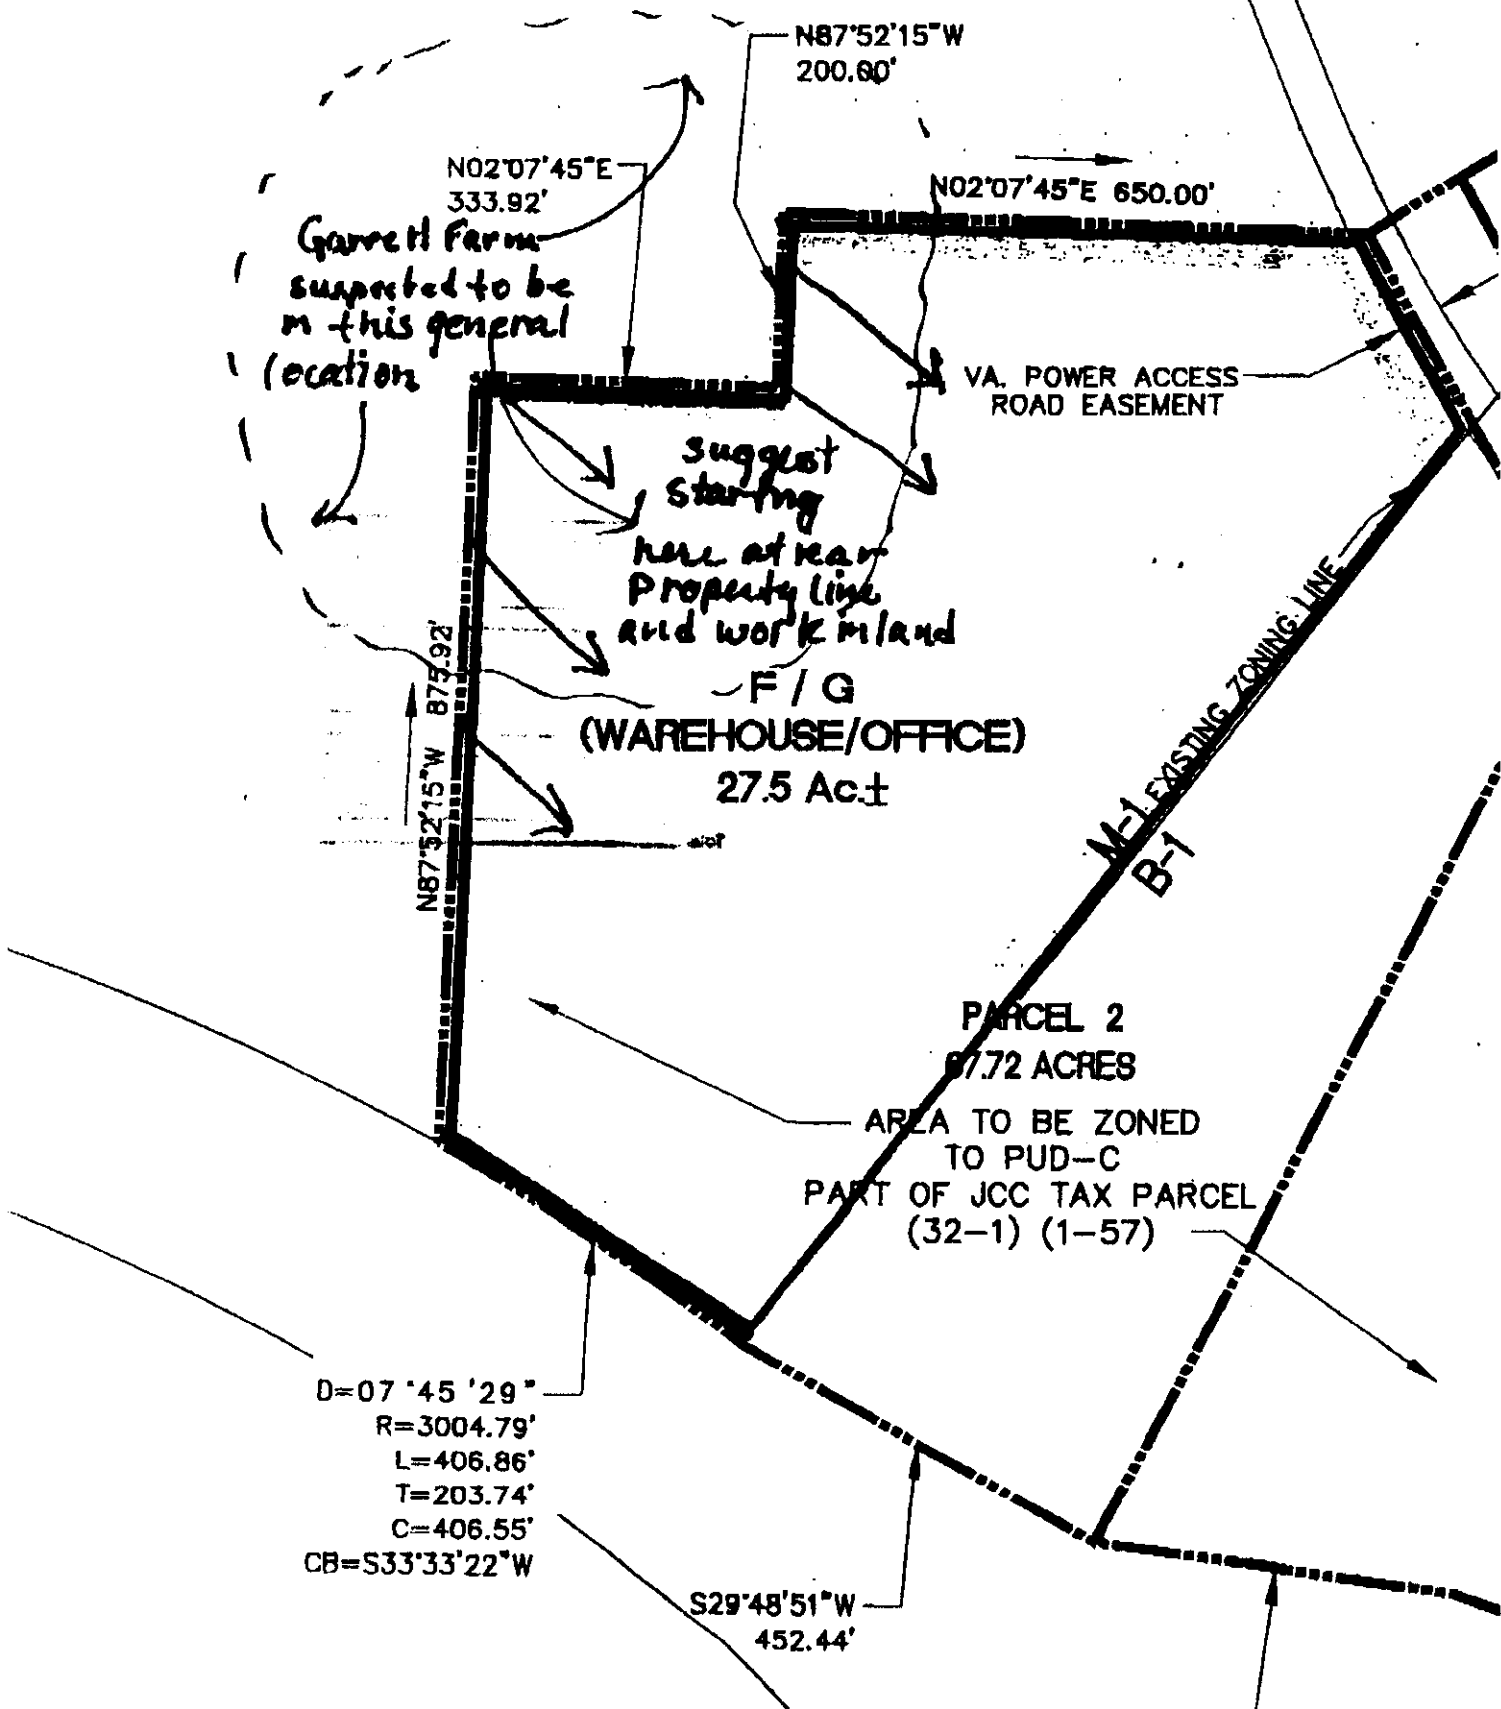 N87°52'15"W
200.00'
N02°07'45"E
333.92'
N02°07'45"E 650.00'
Garrett Farm
suspected to be
in this general
location
VA. POWER ACCESS
ROAD EASEMENT
suggest
starting
here at rear
Property line
and work inland
N87°52'15"W 875.92'
F / G
(WAREHOUSE/OFFICE)
27.5 Ac.±
EXISTING ZONING LINE
M-1
B-1
PARCEL 2
67.72 ACRES
AREA TO BE ZONED
TO PUD-C
PART OF JCC TAX PARCEL
(32-1) (1-57)
D=07°45'29"
R=3004.79'
L=406.86'
T=203.74'
C=406.55'
CB=S33°33'22"W
S29°48'51"W
452.44'